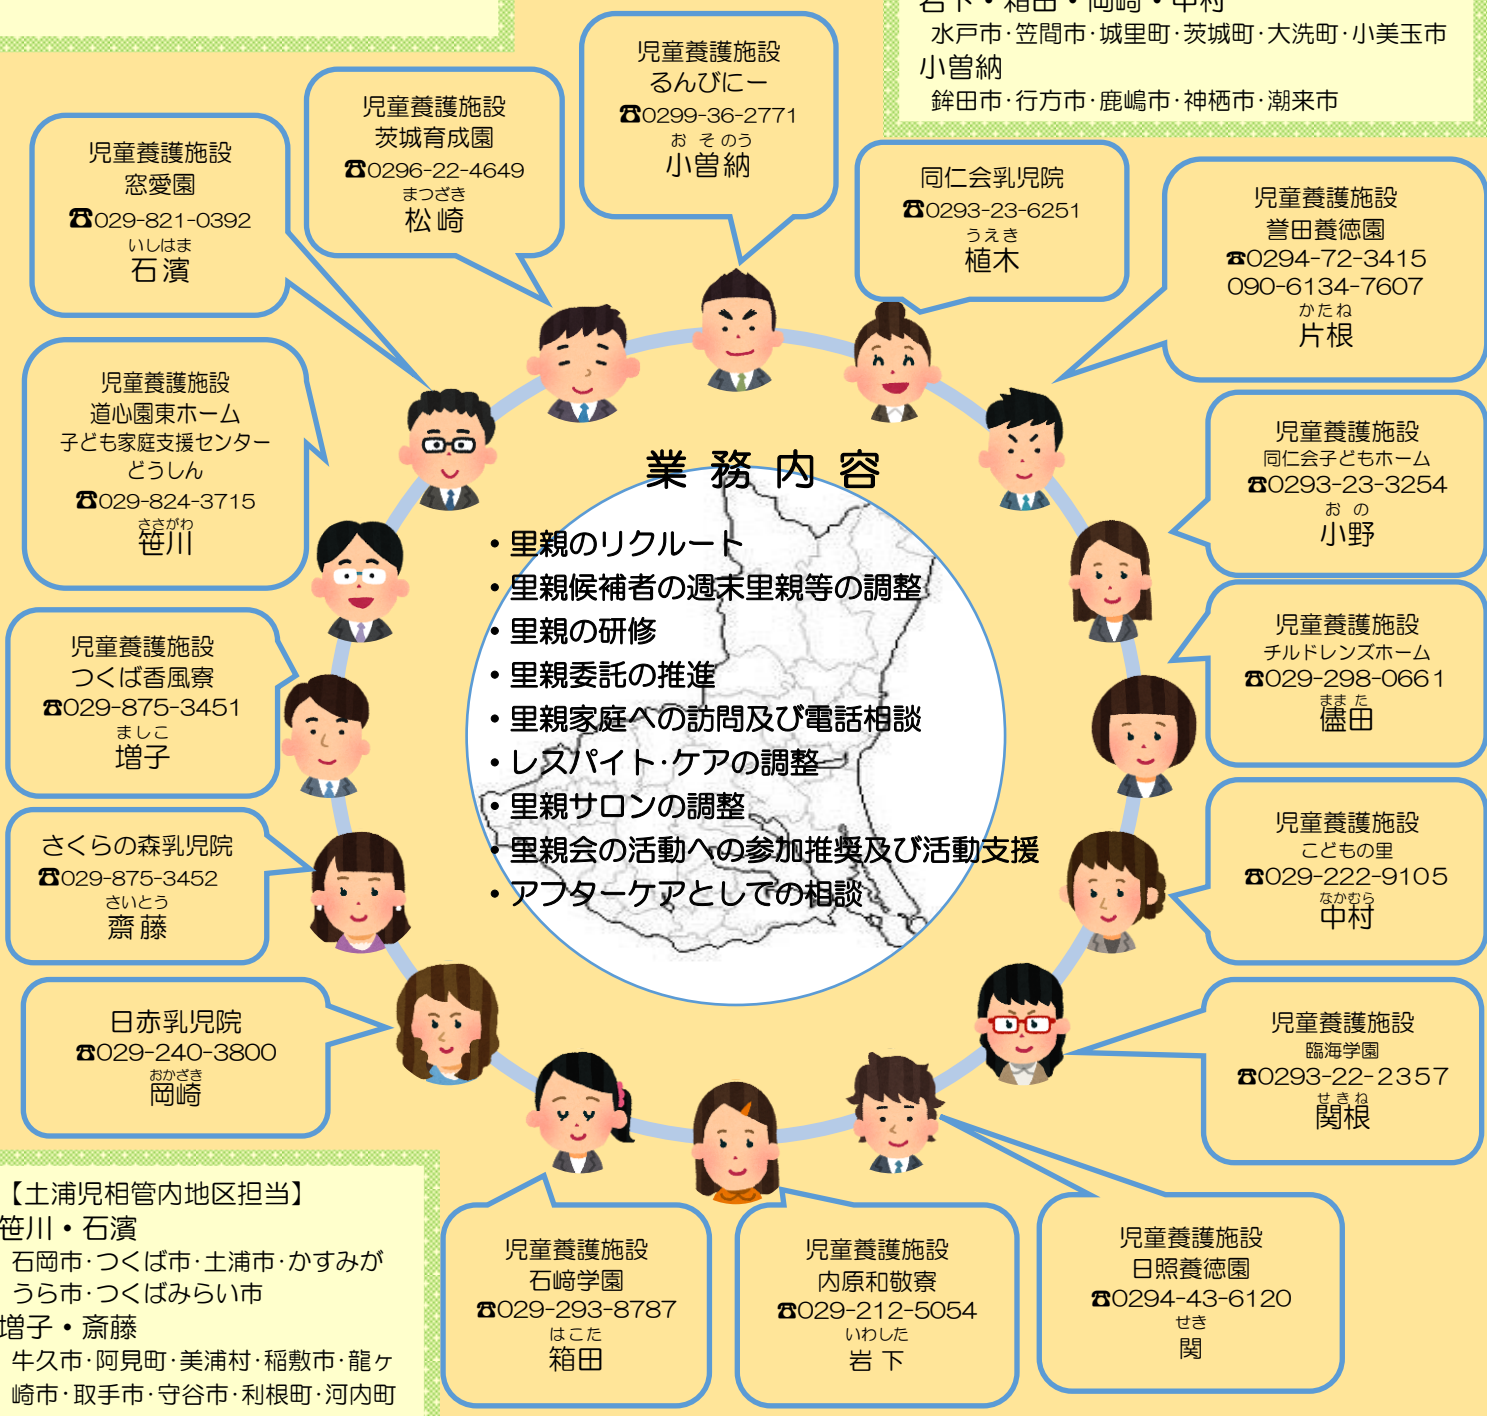 岩下・箱田・岡崎・中村
水戸市·笠間市·城里町·茨城町·大洗町·小美玉市
小曽納
鉾田市·行方市·鹿嶋市·神栖市·潮来市
児童養護施設
るんびにー
☎0299-36-2771
おそのう
小曽納
児童養護施設
茨城育成園
☎0296-22-4649
まつざき
松崎
児童養護施設
窓愛園
☎029-821-0392
いしはま
石濱
同仁会乳児院
☎0293-23-6251
うえき
植木
児童養護施設
誉田養徳園
☎0294-72-3415
090-6134-7607
かたね
片根
児童養護施設
道心園東ホーム
子ども家庭支援センター
どうしん
☎029-824-3715
ささがわ
笹川
児童養護施設
同仁会子どもホーム
☎0293-23-3254
おの
小野
児童養護施設
つくば香風寮
☎029-875-3451
ましこ
増子
児童養護施設
チルドレンズホーム
☎029-298-0661
ままた
儘田
さくらの森乳児院
☎029-875-3452
さいとう
齋藤
児童養護施設
こどもの里
☎029-222-9105
なかむら
中村
日赤乳児院
☎029-240-3800
おかざき
岡崎
児童養護施設
臨海学園
☎0293-22-2357
せきね
関根
業務内容
・里親のリクルート
・里親候補者の週末里親等の調整
・里親の研修
・里親委託の推進
・里親家庭への訪問及び電話相談
・レスパイト·ケアの調整
・里親サロンの調整
・里親会の活動への参加推奨及び活動支援
・アフターケアとしての相談
児童養護施設
石﨑学園
☎029-293-8787
はこた
箱田
児童養護施設
内原和敬寮
☎029-212-5054
いわした
岩下
児童養護施設
日照養徳園
☎0294-43-6120
せき
関
【土浦児相管内地区担当】
笹川・石濱
石岡市·つくば市·土浦市·かすみが
うら市·つくばみらい市
増子・斎藤
牛久市·阿見町·美浦村·稲敷市·龍ヶ
崎市·取手市·守谷市·利根町·河内町